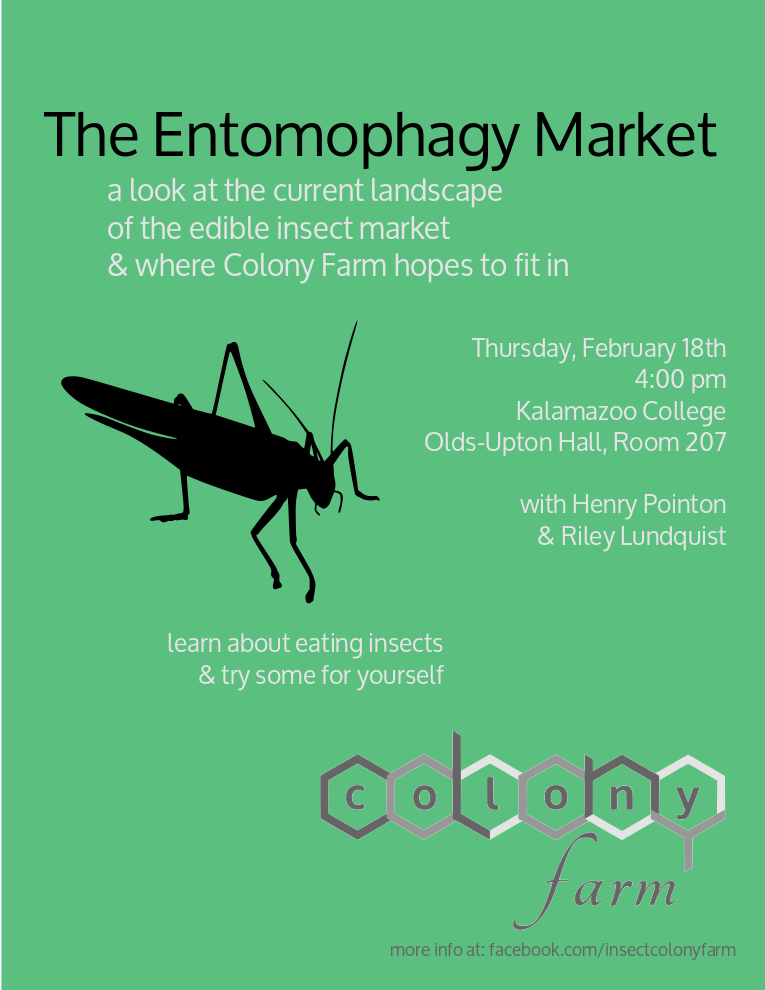 The Entomophagy Market
a look at the current landscape
of the edible insect market
& where Colony Farm hopes to fit in
Thursday, February 18th
4:00 pm
Kalamazoo College
Olds-Upton Hall, Room 207
with Henry Pointon
& Riley Lundquist
learn about eating insects
& try some for yourself
colony
farm
more info at: facebook.com/insectcolonyfarm